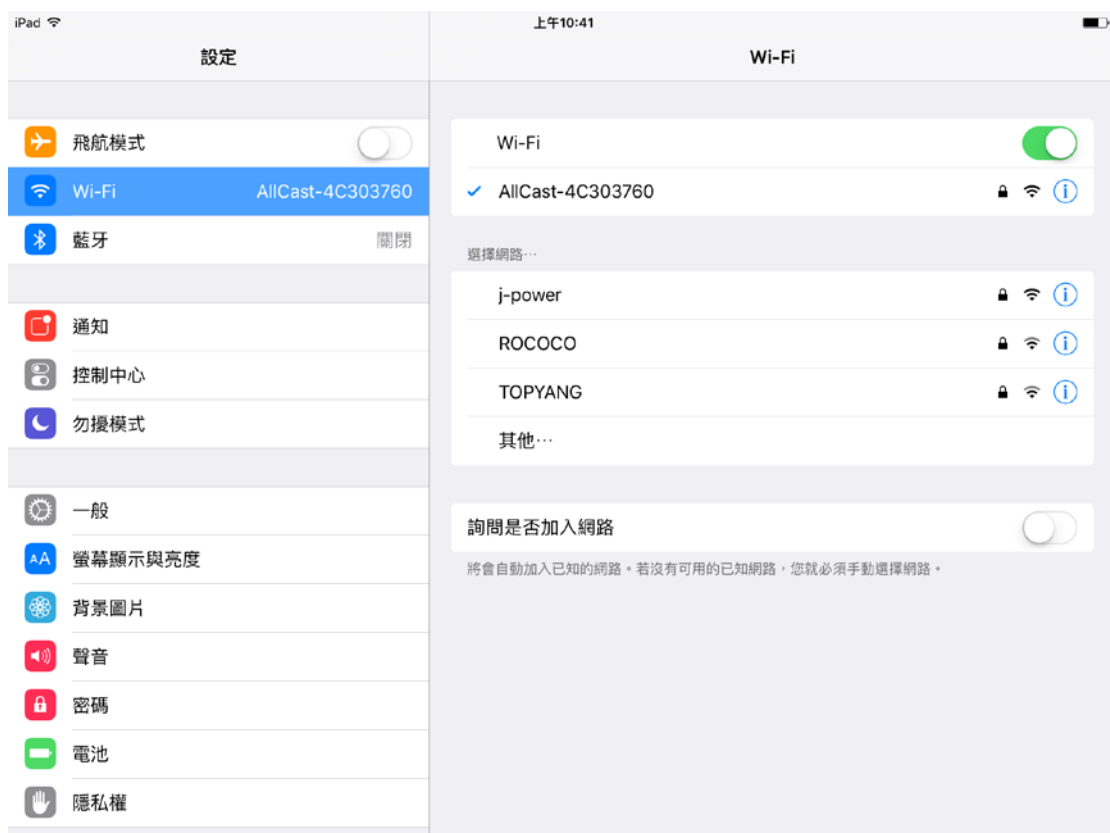 iPad
上午10:41
設定
Wi-Fi
飛航模式
Wi-Fi AllCast-4C303760
藍牙 關閉
通知
控制中心
勿擾模式
一般
AA 螢幕顯示與亮度
背景圖片
聲音
密碼
電池
隱私權
Wi-Fi
AllCast-4C303760
選擇網路…
j-power
ROCOCO
TOPYANG
其他…
詢問是否加入網路
將會自動加入已知的網路。若沒有可用的已知網路，您就必須手動選擇網路。